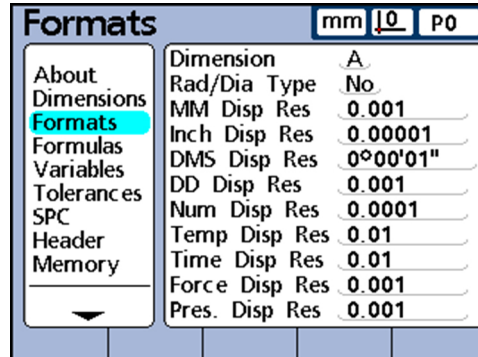 Formats mm 0 P0
About
Dimensions
Formats
Formulas
Variables
Tolerances
SPC
Header
Memory
Dimension A
Rad/Dia Type No
MM Disp Res 0.001
Inch Disp Res 0.00001
DMS Disp Res 0°00'01"
DD Disp Res 0.001
Num Disp Res 0.0001
Temp Disp Res 0.01
Time Disp Res 0.01
Force Disp Res 0.001
Pres. Disp Res 0.001